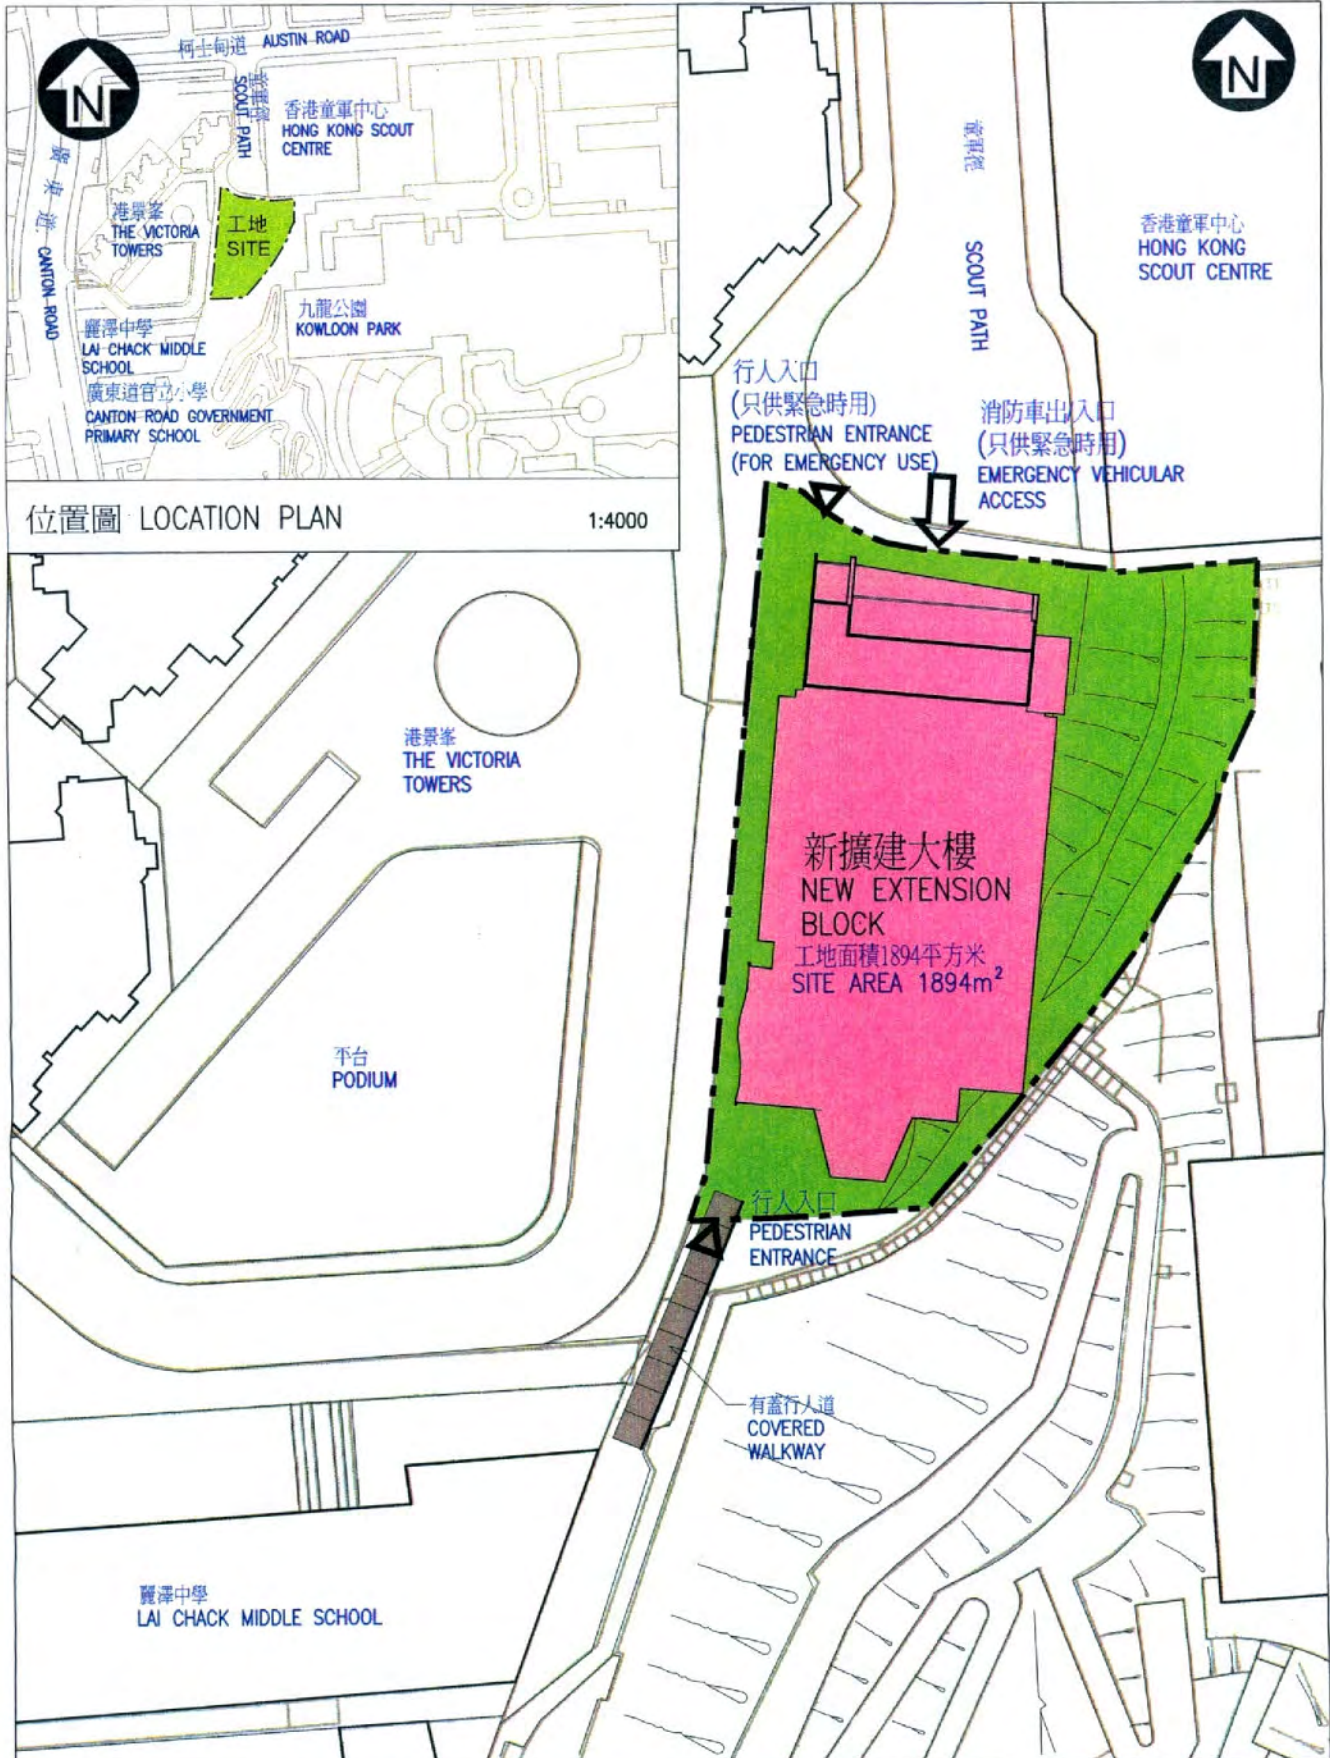 柯士甸道 AUSTIN ROAD
N
童軍徑
SCOUT PATH
香港童軍中心
HONG KONG SCOUT
CENTRE
廣東道
CANTON ROAD
港景峯
THE VICTORIA
TOWERS
工地
SITE
九龍公園
KOWLOON PARK
麗澤中學
LAI CHACK MIDDLE
SCHOOL
廣東道官立小學
CANTON ROAD GOVERNMENT
PRIMARY SCHOOL
位置圖 LOCATION PLAN 1:4000
N
童軍徑
SCOUT PATH
香港童軍中心
HONG KONG
SCOUT CENTRE
行人入口
(只供緊急時用)
PEDESTRIAN ENTRANCE
(FOR EMERGENCY USE)
消防車出入口
(只供緊急時用)
EMERGENCY VEHICULAR
ACCESS
港景峯
THE VICTORIA
TOWERS
新擴建大樓
NEW EXTENSION
BLOCK
工地面積1894平方米
SITE AREA 1894m²
平台
PODIUM
行人入口
PEDESTRIAN
ENTRANCE
有蓋行人道
COVERED
WALKWAY
麗澤中學
LAI CHACK MIDDLE SCHOOL